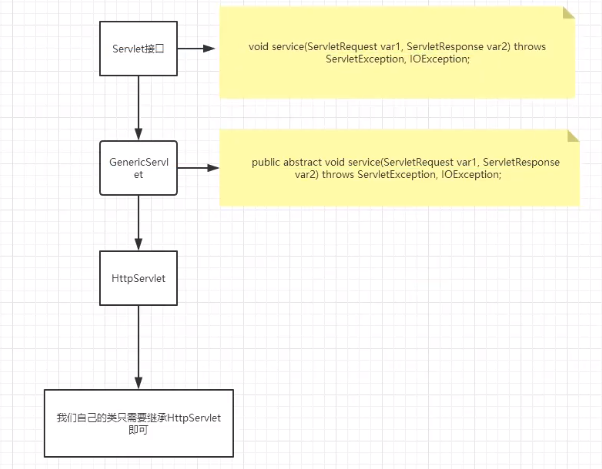 Servlet接口
void service(ServletRequest var1, ServletResponse var2) throws
ServletException, IOException;
GenericServl
et
public abstract void service(ServletRequest var1, ServletResponse
var2) throws ServletException, IOException;
HttpServlet
我们自己的类只需要继承HttpServlet
即可